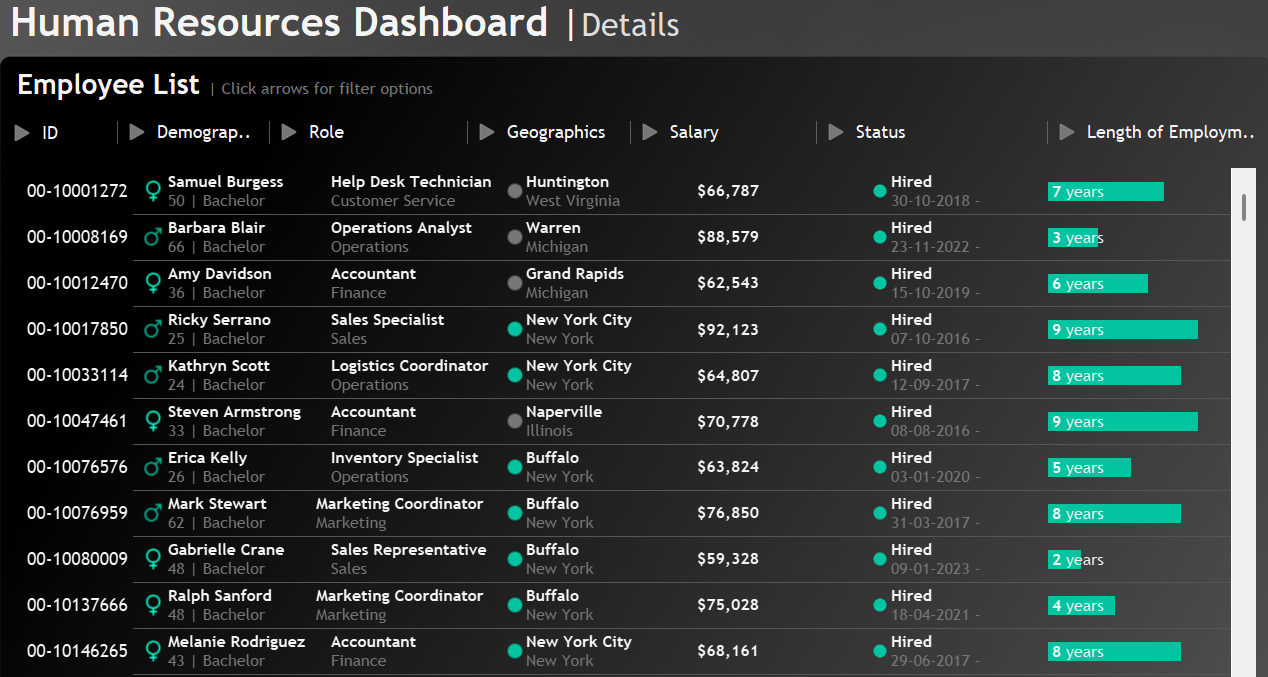 Human Resources Dashboard | Details
Employee List | Click arrows for filter options
ID Demograp.. Role Geographics Salary Status Length of Employm..
Samuel Burgess Help Desk Technician Huntington Hired
00-10001272 $66,787 7 years
50 | Bachelor Customer Service West Virginia 30-10-2018 -
Barbara Blair Operations Analyst Warren Hired
00-10008169 $88,579 3 years
66 | Bachelor Operations Michigan 23-11-2022 -
Amy Davidson Accountant Grand Rapids Hired
00-10012470 $62,543 6 years
36 | Bachelor Finance Michigan 15-10-2019 -
Ricky Serrano Sales Specialist New York City Hired
00-10017850 $92,123 9 years
25 | Bachelor Sales New York 07-10-2016 -
Kathryn Scott Logistics Coordinator New York City Hired
00-10033114 $64,807 8 years
24 | Bachelor Operations New York 12-09-2017 -
Steven Armstrong Accountant Naperville Hired
00-10047461 $70,778 9 years
33 | Bachelor Finance Illinois 08-08-2016 -
Erica Kelly Inventory Specialist Buffalo Hired
00-10076576 $63,824 5 years
26 | Bachelor Operations New York 03-01-2020 -
Mark Stewart Marketing Coordinator Buffalo Hired
00-10076959 $76,850 8 years
62 | Bachelor Marketing New York 31-03-2017 -
Gabrielle Crane Sales Representative Buffalo Hired
00-10080009 $59,328 2 years
48 | Bachelor Sales New York 09-01-2023 -
Ralph Sanford Marketing Coordinator Buffalo Hired
00-10137666 $75,028 4 years
48 | Bachelor Marketing New York 18-04-2021 -
Melanie Rodriguez Accountant New York City Hired
00-10146265 $68,161 8 years
43 | Bachelor Finance New York 29-06-2017 -